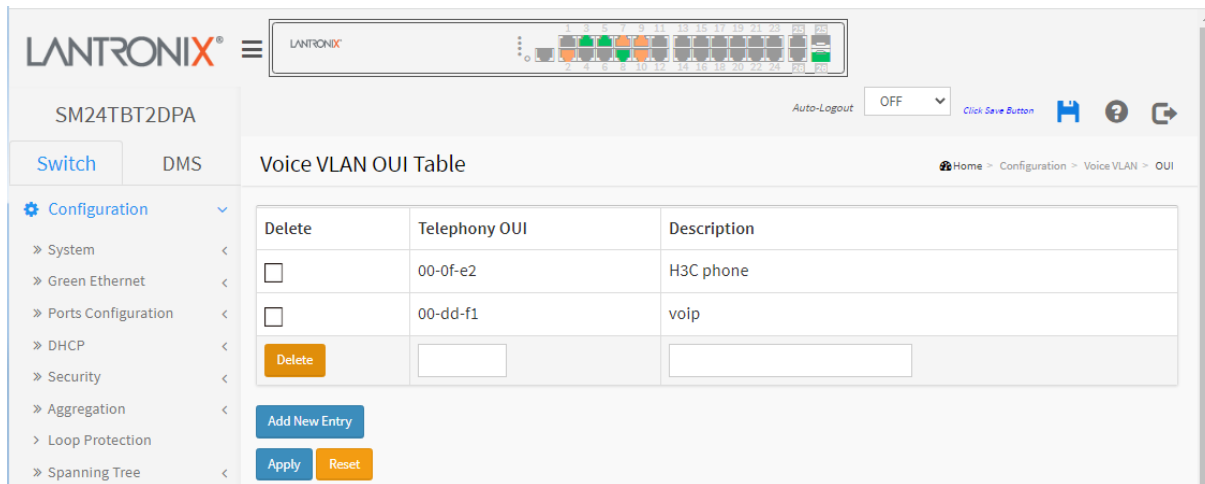 1 3 5 7 9 11 13 15 17 19 21 23
LANTRONIX® LANTRONIX
2 4 6 8 10 12 14 16 18 20 22 24
SM24TBT2DPA
Auto-Logout OFF Click Save Button
Switch DMS
Voice VLAN OUI Table
Home > Configuration > Voice VLAN > OUI
Configuration
» System <
» Green Ethernet <
» Ports Configuration <
» DHCP <
» Security <
» Aggregation <
> Loop Protection
» Spanning Tree <
Delete Telephony OUI Description
00-0f-e2 H3C phone
00-dd-f1 voip
Delete
Add New Entry
Apply Reset